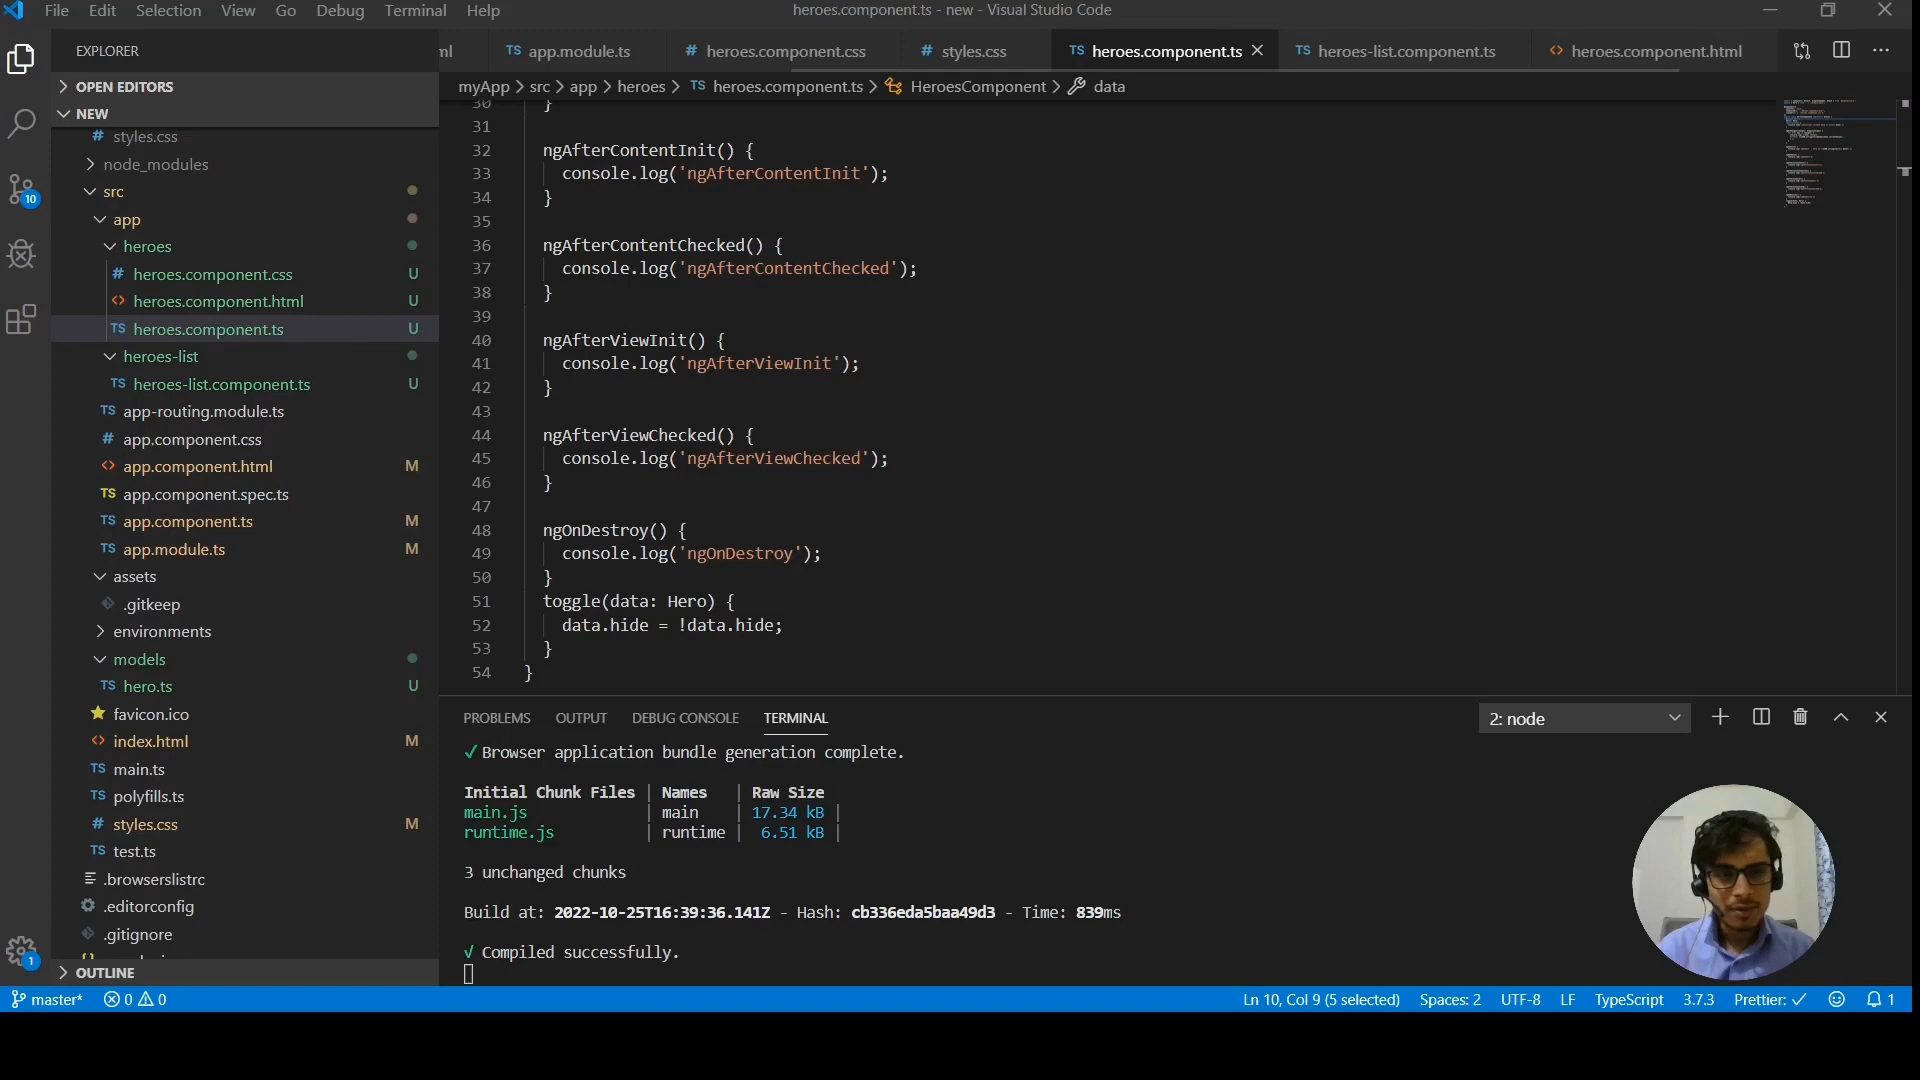 File Edit Selection View Go Debug Terminal Help
heroes.component.ts - new - Visual Studio Code
EXPLORER
OPEN EDITORS
NEW
styles.css
node_modules
src
app
heroes
heroes.component.css U
heroes.component.html U
heroes.component.ts U
heroes-list
heroes-list.component.ts U
app-routing.module.ts
app.component.css
app.component.html M
app.component.spec.ts
app.component.ts M
app.module.ts M
assets
.gitkeep
environments
models
hero.ts U
favicon.ico
index.html M
main.ts
polyfills.ts
styles.css M
test.ts
.browserslistrc
.editorconfig
.gitignore
OUTLINE
10
1
ml TS app.module.ts # heroes.component.css # styles.css TS heroes.component.ts TS heroes-list.component.ts <> heroes.component.html
myApp > src > app > heroes > TS heroes.component.ts > HeroesComponent > data
30 }
31
32 ngAfterContentInit() {
33 console.log('ngAfterContentInit');
34 }
35
36 ngAfterContentChecked() {
37 console.log('ngAfterContentChecked');
38 }
39
40 ngAfterViewInit() {
41 console.log('ngAfterViewInit');
42 }
43
44 ngAfterViewChecked() {
45 console.log('ngAfterViewChecked');
46 }
47
48 ngOnDestroy() {
49 console.log('ngOnDestroy');
50 }
51 toggle(data: Hero) {
52 data.hide = !data.hide;
53 }
54 }
PROBLEMS OUTPUT DEBUG CONSOLE TERMINAL 2: node
✓ Browser application bundle generation complete.
Initial Chunk Files | Names | Raw Size
main.js | main | 17.34 kB |
runtime.js | runtime | 6.51 kB |
3 unchanged chunks
Build at: 2022-10-25T16:39:36.141Z - Hash: cb336eda5baa49d3 - Time: 839ms
√ Compiled successfully.
master* 0 0 Ln 10, Col 9 (5 selected) Spaces: 2 UTF-8 LF TypeScript 3.7.3 Prettier: ✓ 1